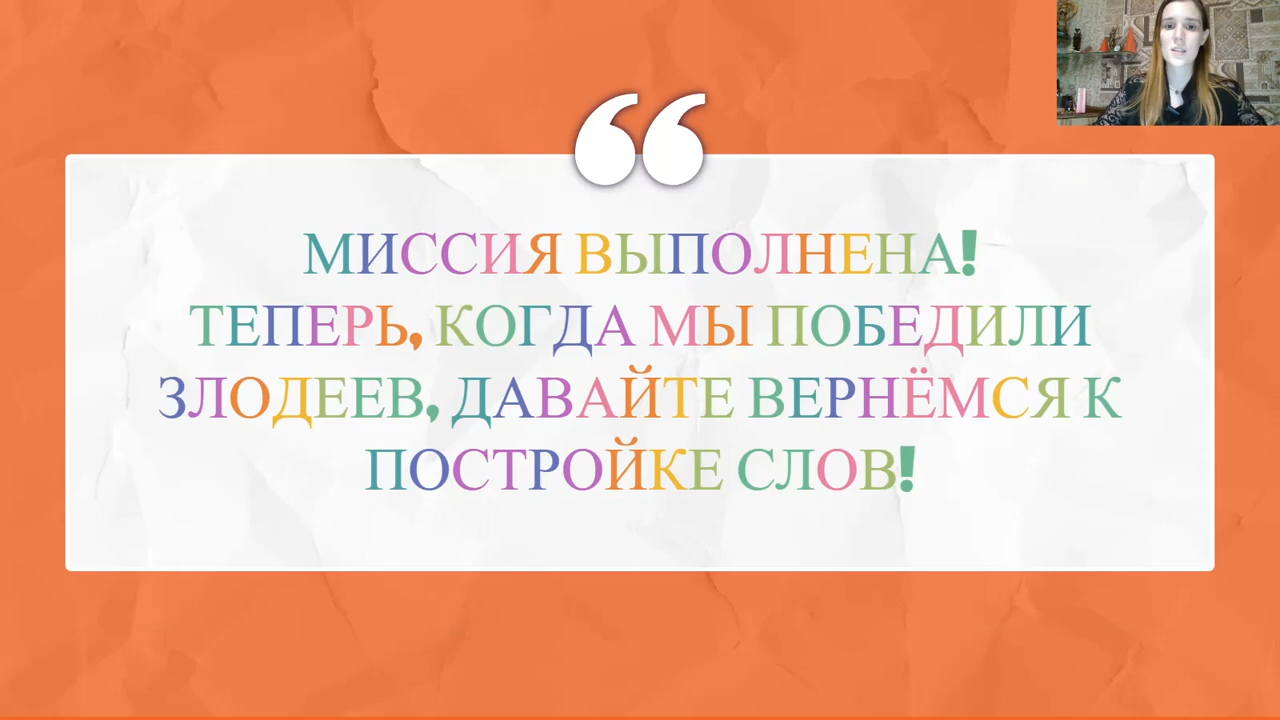 “
МИССИЯ ВЫПОЛНЕНА!
ТЕПЕРЬ, КОГДА МЫ ПОБЕДИЛИ
ЗЛОДЕЕВ, ДАВАЙТЕ ВЕРНЁМСЯ К
ПОСТРОЙКЕ СЛОВ!